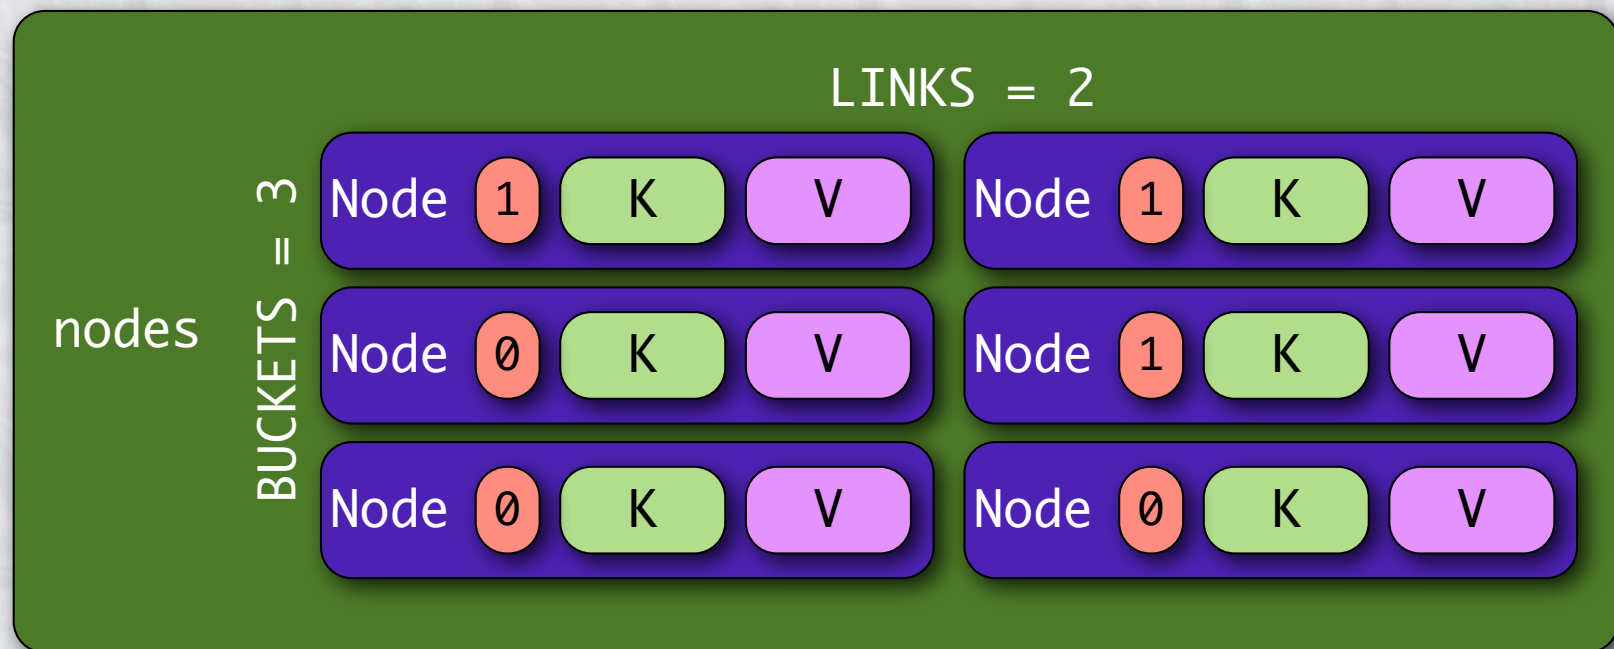 LINKS = 2
BUCKETS = 3
nodes
Node 1 K V Node 1 K V
Node 0 K V Node 1 K V
Node 0 K V Node 0 K V